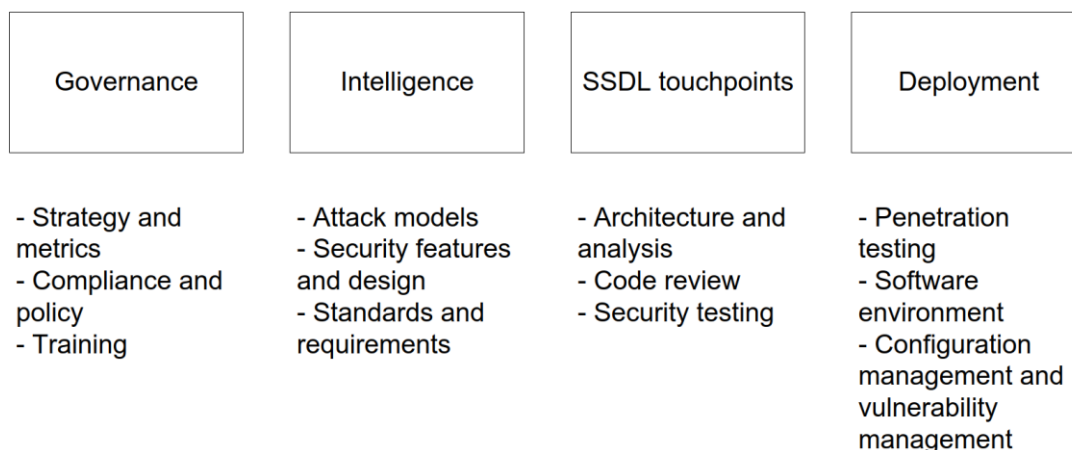 Governance
Intelligence
SSDL touchpoints
Deployment
- Strategy and
metrics
- Compliance and
policy
- Training
- Attack models
- Security features
and design
- Standards and
requirements
- Architecture and
analysis
- Code review
- Security testing
- Penetration
testing
- Software
environment
- Configuration
management and
vulnerability
management